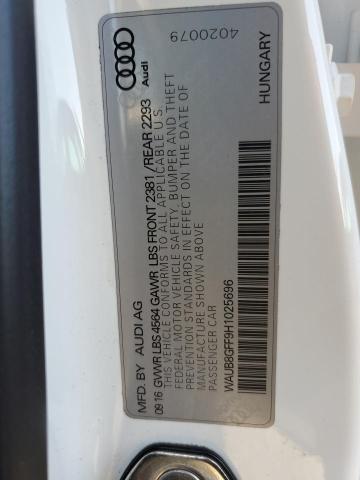 MFD. BY AUDI AG
09 16 GVWR LBS 4564 GAWR LBS FRONT 2381/REAR 2293
THIS VEHICLE CONFORMS TO ALL APPLICABLE U.S.
FEDERAL MOTOR VEHICLE SAFETY, BUMPER AND THEFT
PREVENTION STANDARDS IN EFFECT ON THE DATE OF
MANUFACTURE SHOWN ABOVE
PASSENGER CAR
WAUB8GFF9H1025696
HUNGARY
Audi
4020079